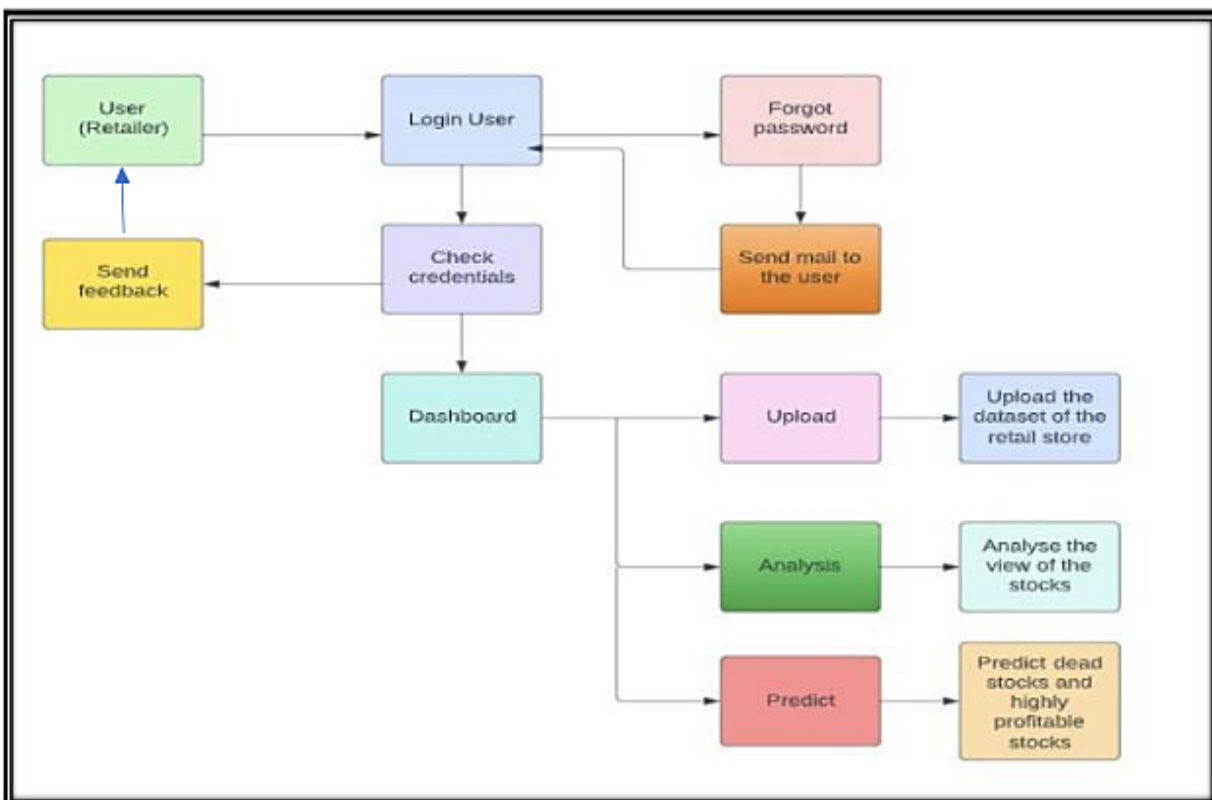 User
(Retailer)
Login User
Forgot
password
Send
feedback
Check
credentials
Send mail to
the user
Dashboard
Upload
Upload the
dataset of the
retail store
Analysis
Analyse the
view of the
stocks
Predict
Predict dead
stocks and
highly
profitable
stocks